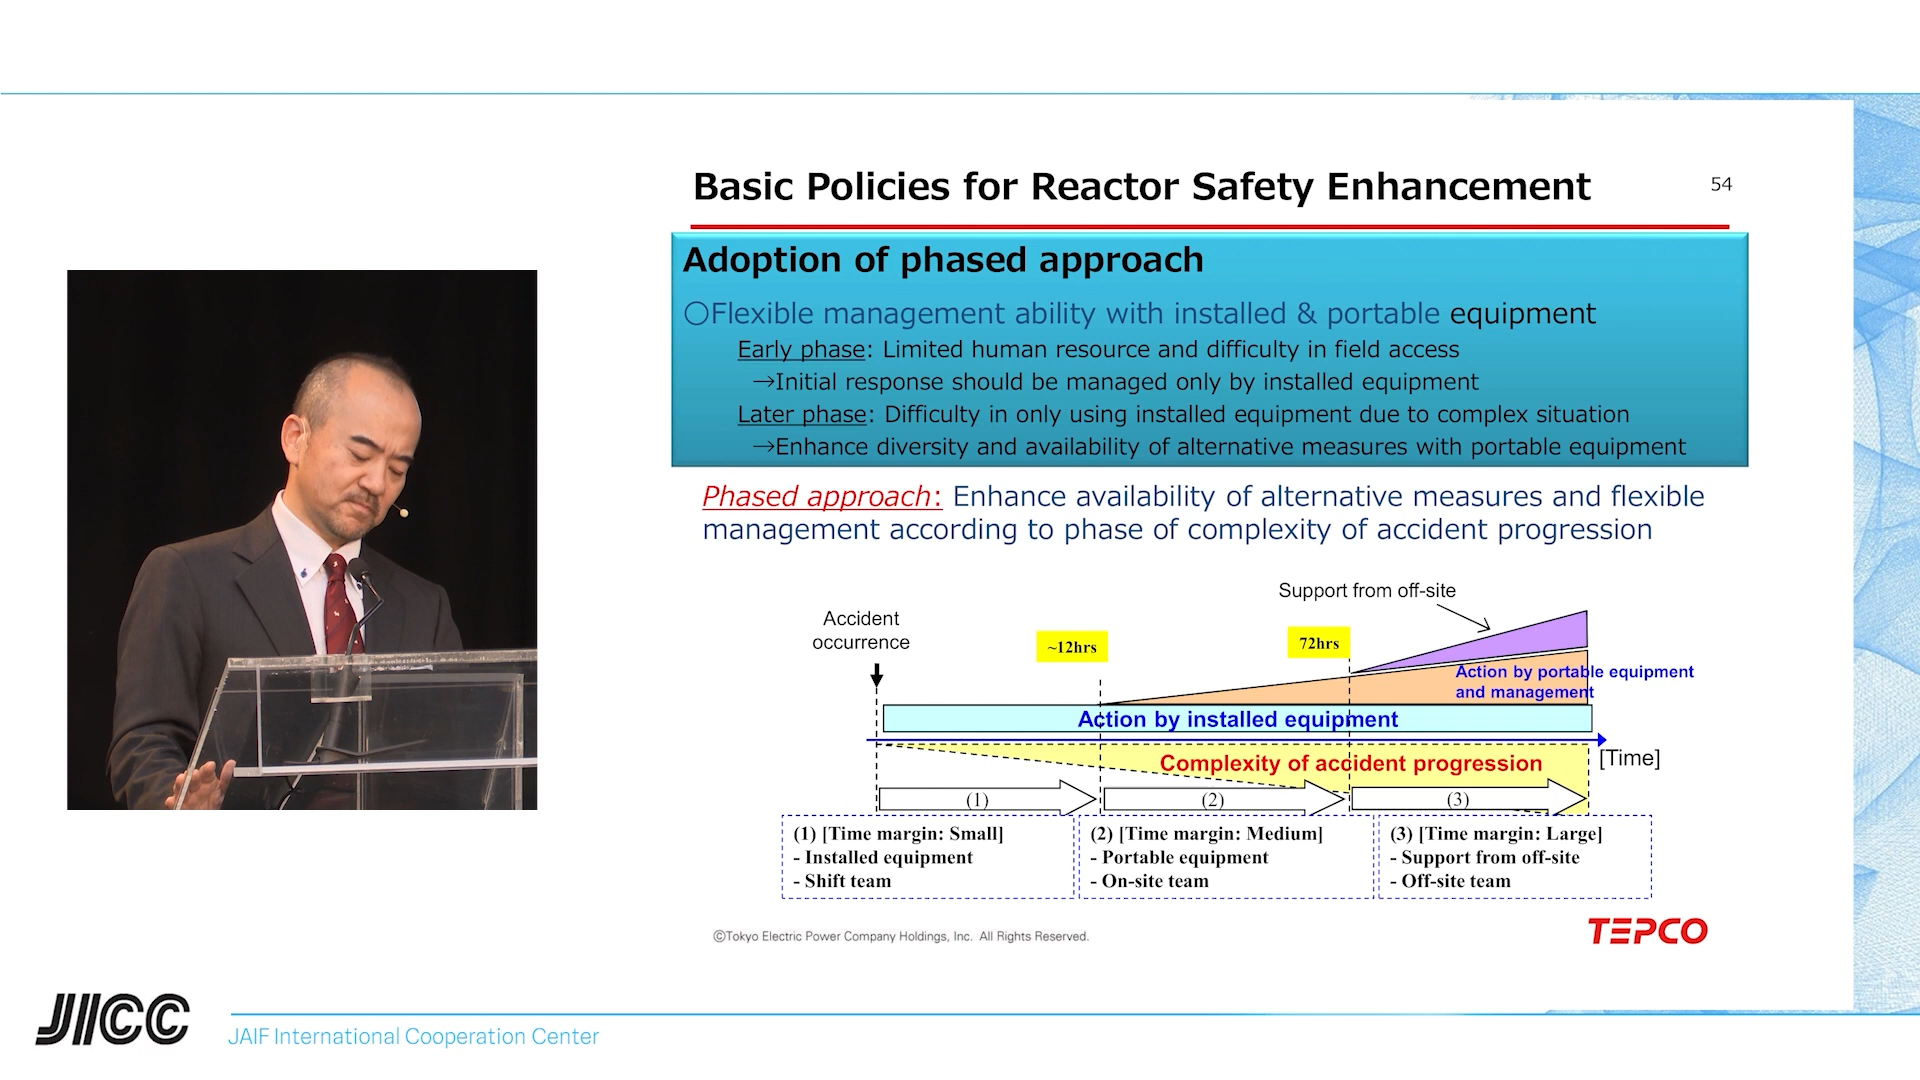 Basic Policies for Reactor Safety Enhancement
54
Adoption of phased approach
○Flexible management ability with installed & portable equipment
Early phase: Limited human resource and difficulty in field access
→Initial response should be managed only by installed equipment
Later phase: Difficulty in only using installed equipment due to complex situation
→Enhance diversity and availability of alternative measures with portable equipment
Phased approach: Enhance availability of alternative measures and flexible
management according to phase of complexity of accident progression
Support from off-site
Accident
occurrence
~12hrs
72hrs
Action by portable equipment
and management
Action by installed equipment
[Time]
Complexity of accident progression
(1)
(2)
(3)
(1) [Time margin: Small]
- Installed equipment
- Shift team
(2) [Time margin: Medium]
- Portable equipment
- On-site team
(3) [Time margin: Large]
- Support from off-site
- Off-site team
©Tokyo Electric Power Company Holdings, Inc. All Rights Reserved.
TEPCO
JICC
JAIF International Cooperation Center